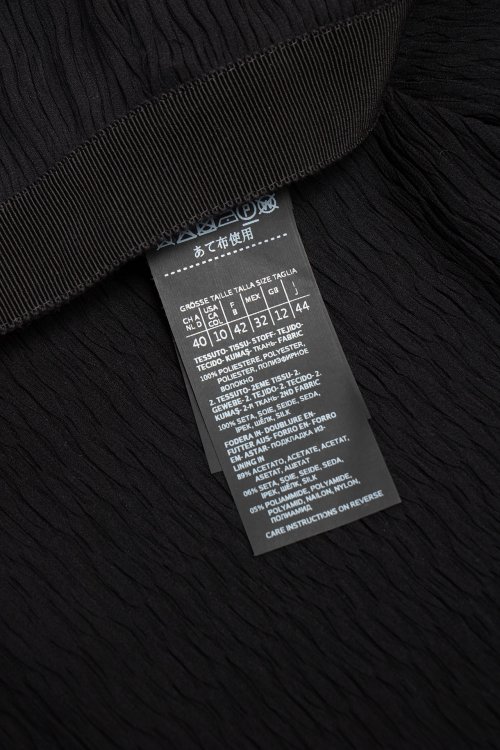 あて布使用
GRÖSSE TAILLE TALLA SIZE TAGLIA
CH A NL D USA CA COL F B MEX GB J
40 10 42 32 12 44
TESSUTO- TISSU- STOFF- TEJIDO-
TECIDO- KUMAŞ- ТКАНЬ- FABRIC
100% POLIESTERE, POLYESTER,
POLIESTER, ПОЛИЭФИРНОЕ
ВОЛОКНО
2. TESSUTO- 2EME TISSU- 2.
GEWEBE- 2. TEJIDO- 2. TECIDO- 2.
KUMAŞ- 2-Я ТКАНЬ- 2ND FABRIC
100% SETA, SOIE, SEIDE, SEDA,
IPEK, ШЁЛК, SILK
FODERA IN- DOUBLURE EN-
FUTTER AUS- FORRO EN- FORRO
EM- ASTAR- ПОДКЛАДКА ИЗ-
LINING IN
89% ACETATO, ACETATE, ACETAT,
ASETAT, АЦЕТАТ
06% SETA, SOIE, SEIDE, SEDA,
IPEK, ШЁЛК, SILK
05% POLIAMMIDE, POLYAMIDE,
POLYAMID, NAILON, NYLON,
ПОЛИАМИД
CARE INSTRUCTIONS ON REVERSE